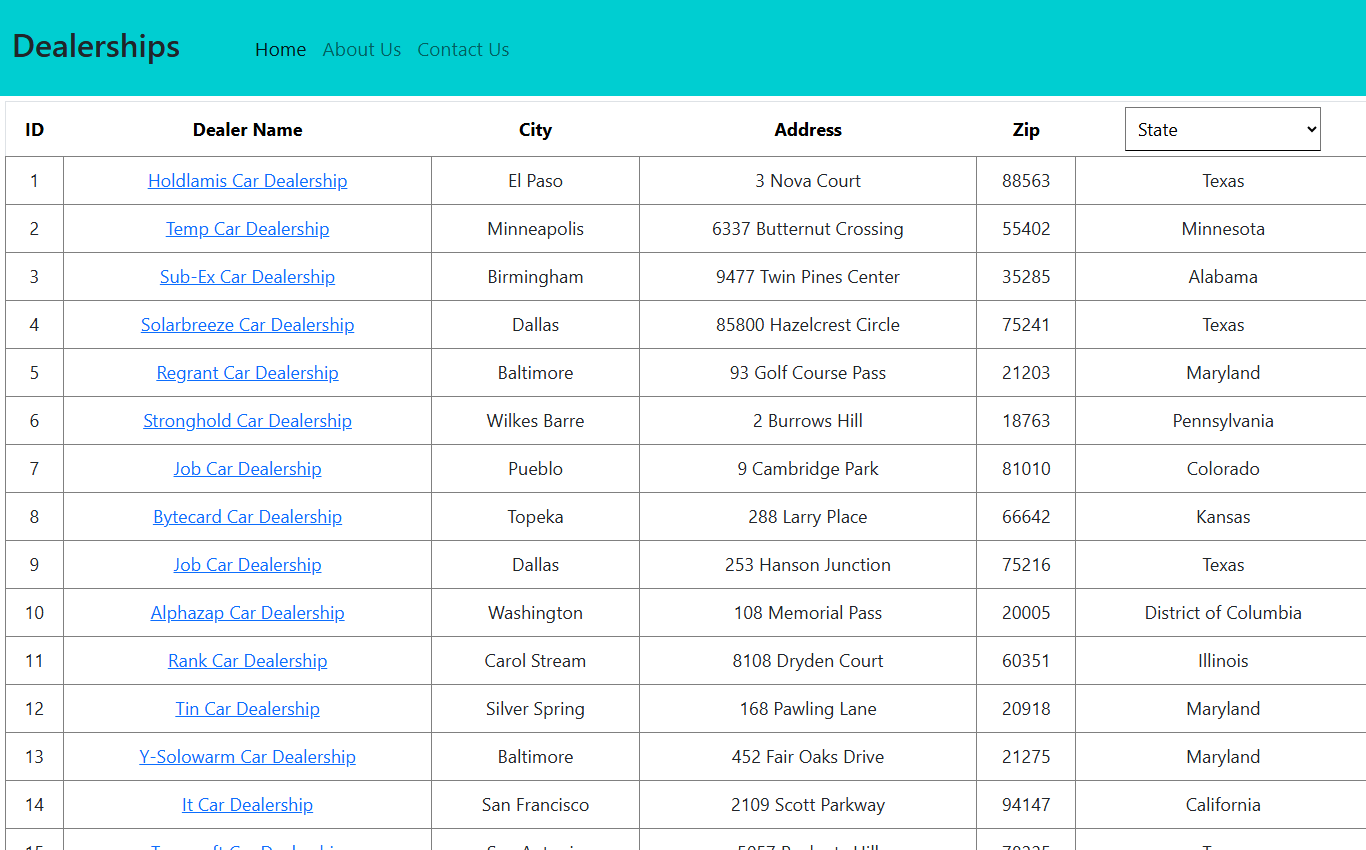 Dealerships Home About Us Contact Us
ID Dealer Name City Address Zip State
1 Holdlamis Car Dealership El Paso 3 Nova Court 88563 Texas
2 Temp Car Dealership Minneapolis 6337 Butternut Crossing 55402 Minnesota
3 Sub-Ex Car Dealership Birmingham 9477 Twin Pines Center 35285 Alabama
4 Solarbreeze Car Dealership Dallas 85800 Hazelcrest Circle 75241 Texas
5 Regrant Car Dealership Baltimore 93 Golf Course Pass 21203 Maryland
6 Stronghold Car Dealership Wilkes Barre 2 Burrows Hill 18763 Pennsylvania
7 Job Car Dealership Pueblo 9 Cambridge Park 81010 Colorado
8 Bytecard Car Dealership Topeka 288 Larry Place 66642 Kansas
9 Job Car Dealership Dallas 253 Hanson Junction 75216 Texas
10 Alphazap Car Dealership Washington 108 Memorial Pass 20005 District of Columbia
11 Rank Car Dealership Carol Stream 8108 Dryden Court 60351 Illinois
12 Tin Car Dealership Silver Spring 168 Pawling Lane 20918 Maryland
13 Y-Solowarm Car Dealership Baltimore 452 Fair Oaks Drive 21275 Maryland
14 It Car Dealership San Francisco 2109 Scott Parkway 94147 California